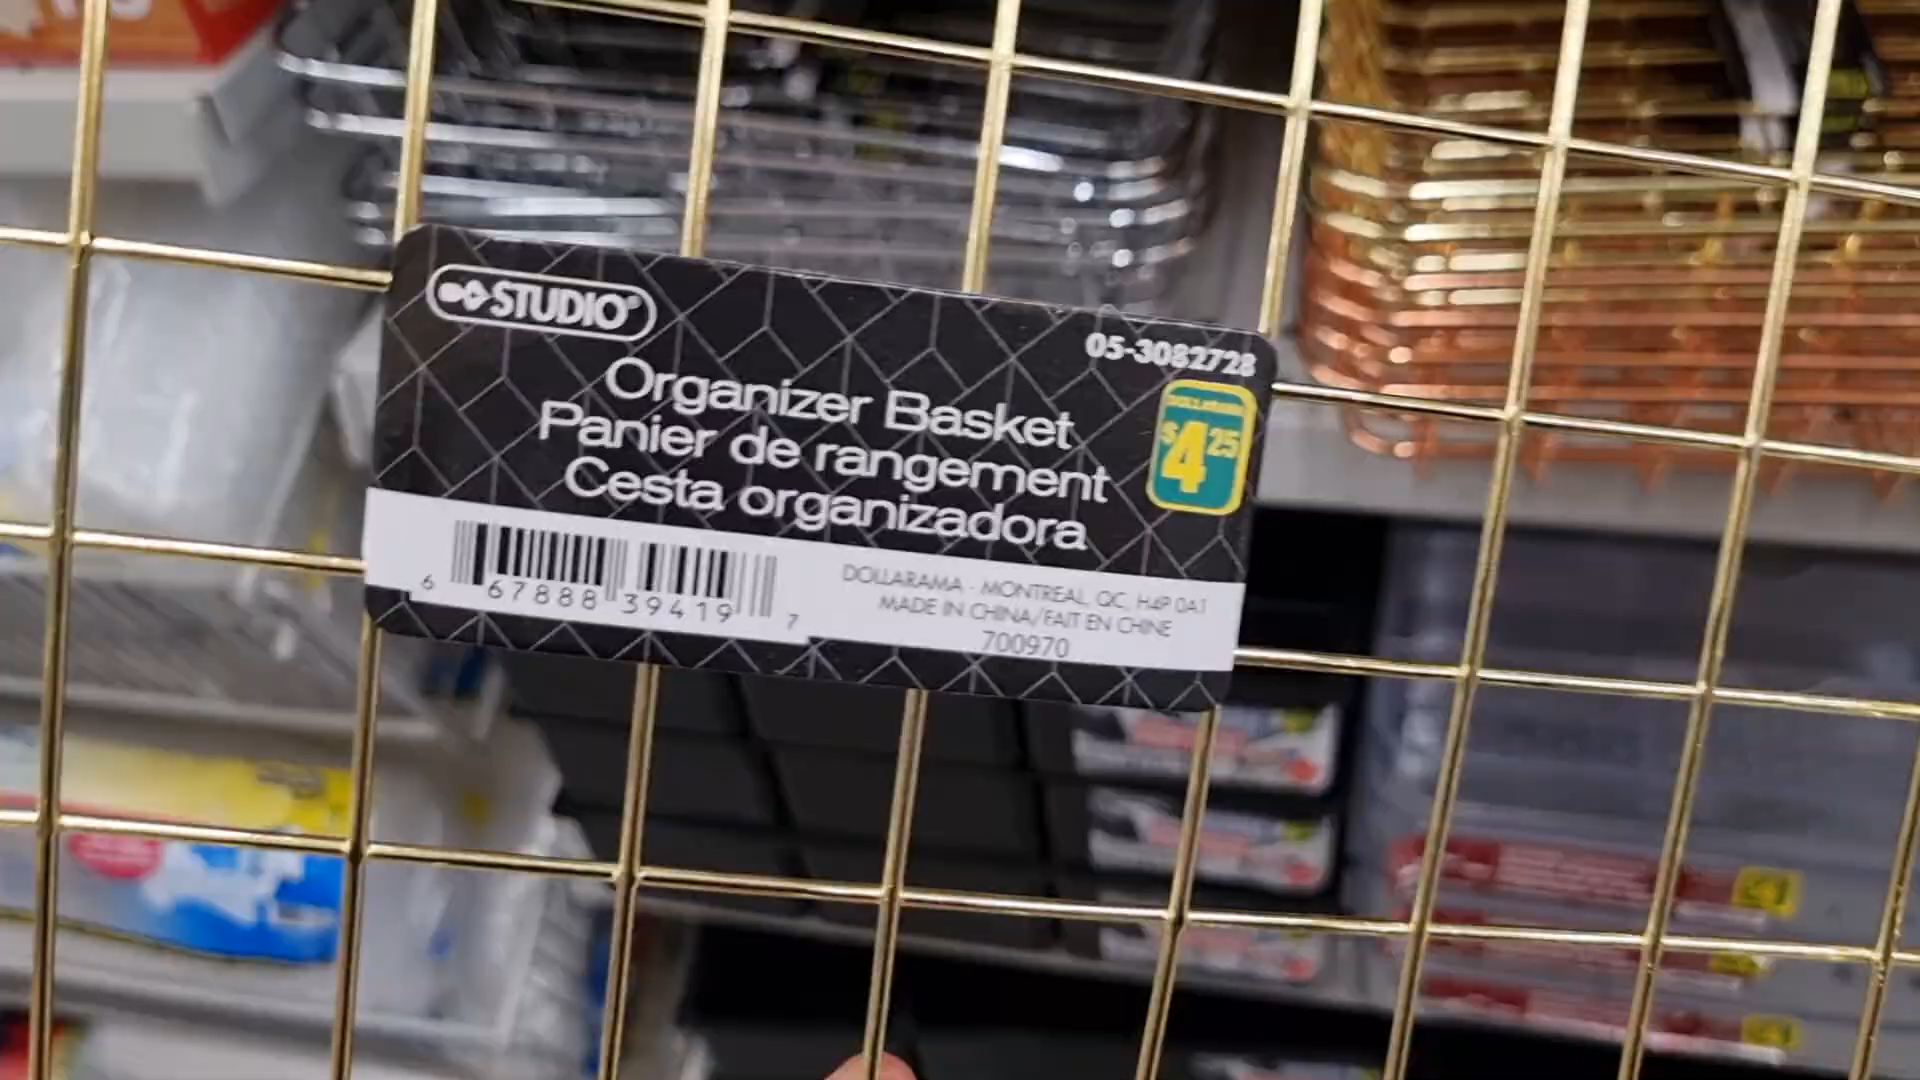 STUDIO
05-3082728
Organizer Basket
Panier de rangement
Cesta organizadora
DOLLARAMA
$4.25
6 67888 39419 7
DOLLARAMA - MONTREAL, QC, H4P 0A1
MADE IN CHINA/FAIT EN CHINE
700970